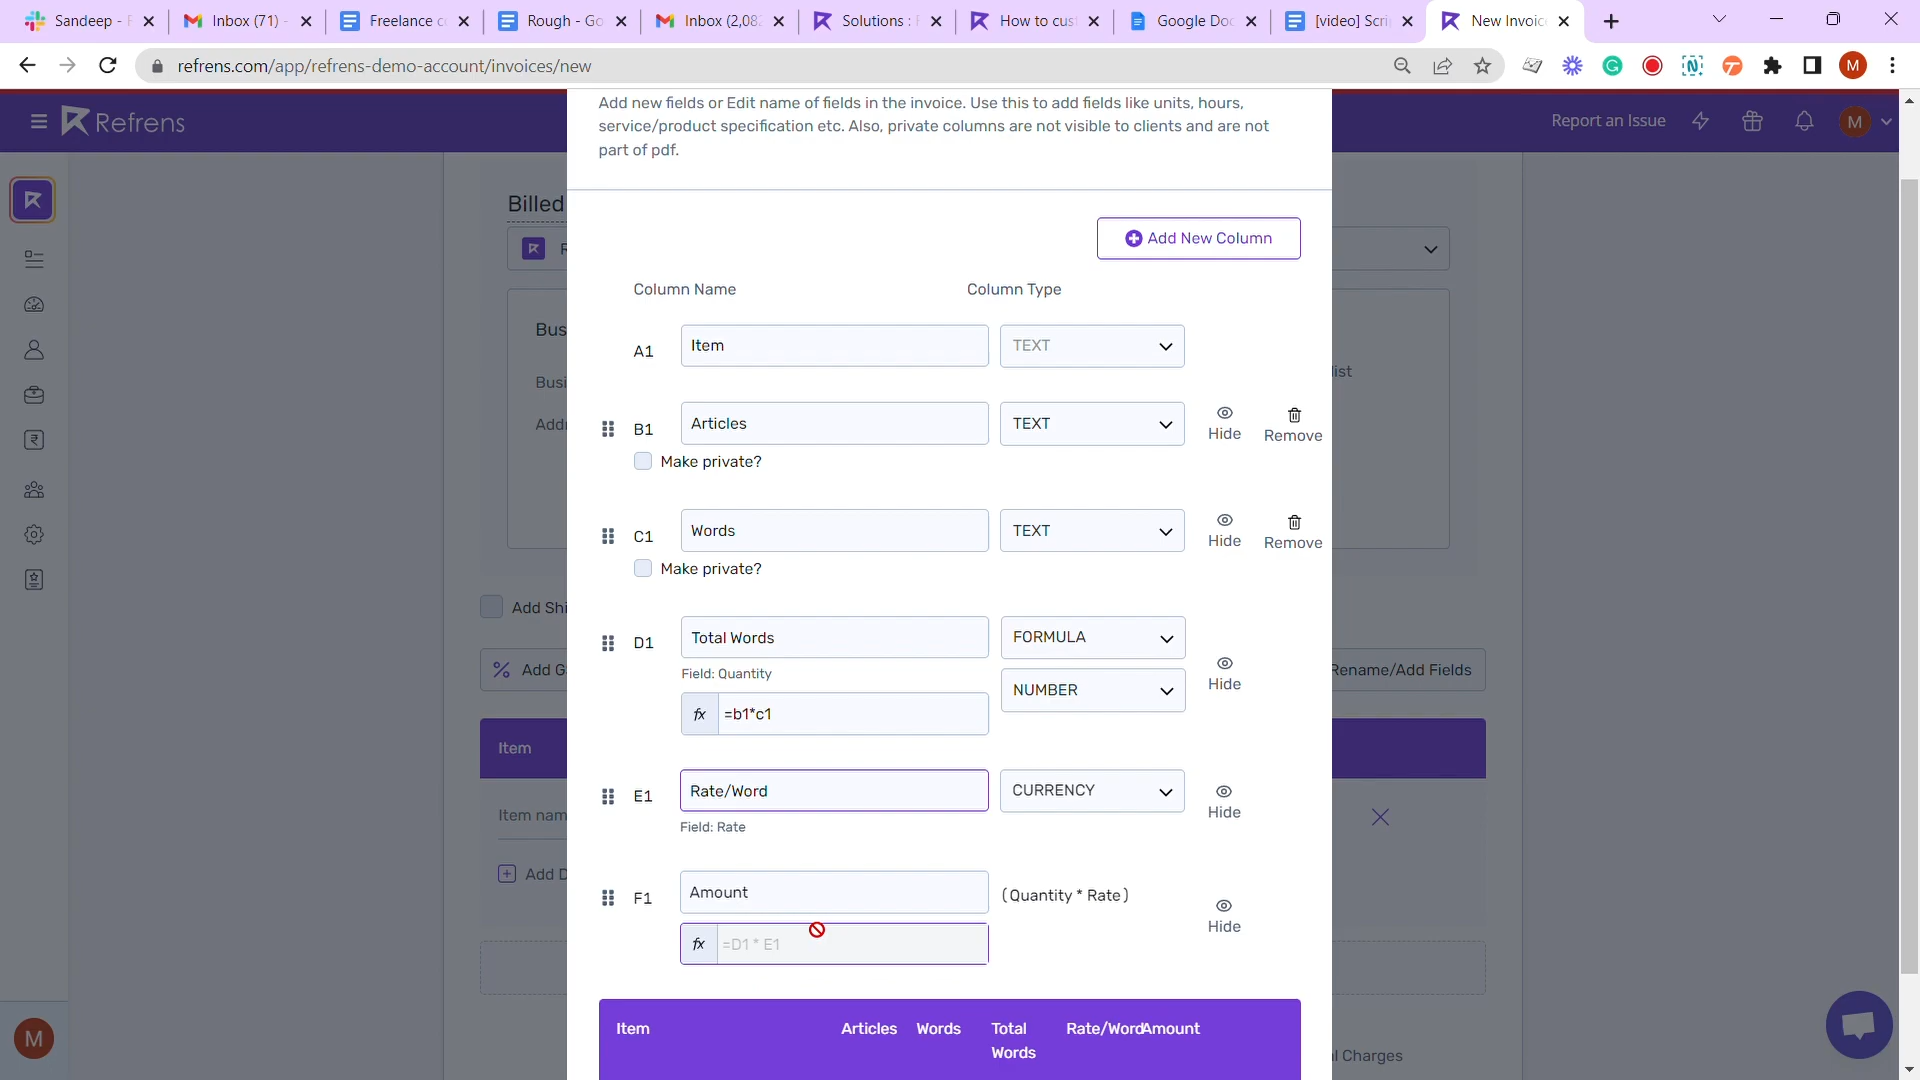 Sandeep - F
Inbox (71) -
Freelance c
Rough - Go
Inbox (2,08
Solutions :
How to cus
Google Doc
[video] Scri
New Invoic
refrens.com/app/refrens-demo-account/invoices/new
M
Refrens
Report an Issue
M
Add new fields or Edit name of fields in the invoice. Use this to add fields like units, hours,
service/product specification etc. Also, private columns are not visible to clients and are not
part of pdf.
Billed
Add New Column
Column Name Column Type
A1 Item TEXT
Bus
list
Busi
B1 Articles TEXT Hide Remove
Addr
Make private?
C1 Words TEXT Hide Remove
Make private?
Add Shi
D1 Total Words FORMULA
Field: Quantity NUMBER Hide
fx =b1*c1
Add G
Rename/Add Fields
Item
E1 Rate/Word CURRENCY Hide
Field: Rate
Item nam
Add D
F1 Amount (Quantity * Rate) Hide
fx =D1 * E1
Item Articles Words Total Words Rate/Word Amount
M
l Charges